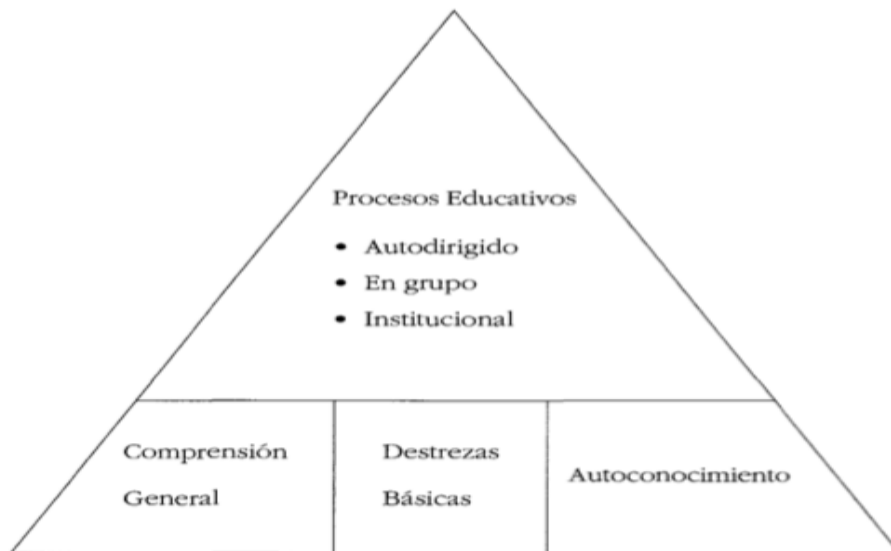 Procesos Educativos
• Autodirigido
• En grupo
• Institucional
Comprensión
General
Destrezas
Básicas
Autoconocimiento